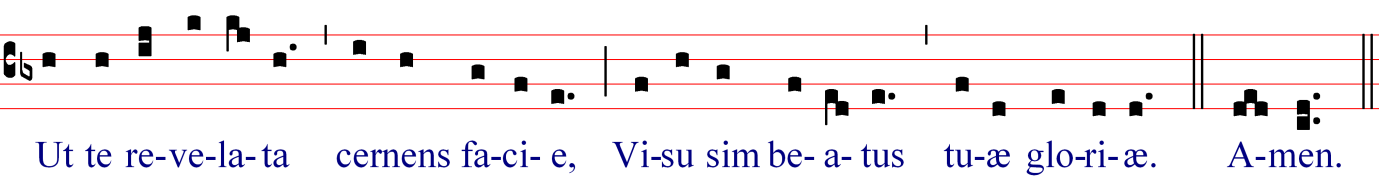 Ut te re-ve-la-ta cernens fa-ci- e, Vi-su sim be- a- tus tu-æ glo-ri-æ. A-men.